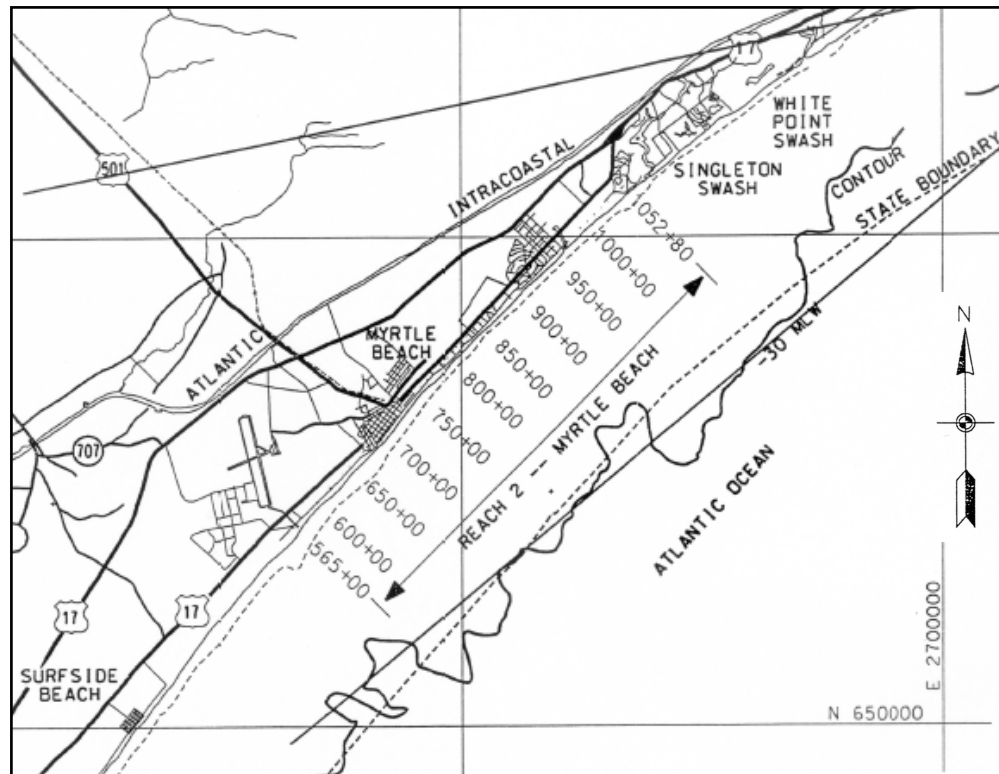 17
WHITE
POINT
SWASH
501
INTRACOASTAL
SINGLETON
SWASH
CONTOUR
STATE BOUNDARY
052+80
1000+00
950+00
900+00
850+00
800+00
750+00
700+00
650+00
600+00
565+00
MYRTLE
BEACH
ATLANTIC
-30 MLW
N
REACH 2 -- MYRTLE BEACH
707
ATLANTIC OCEAN
17
17
SURFSIDE
BEACH
E 2700000
N 650000